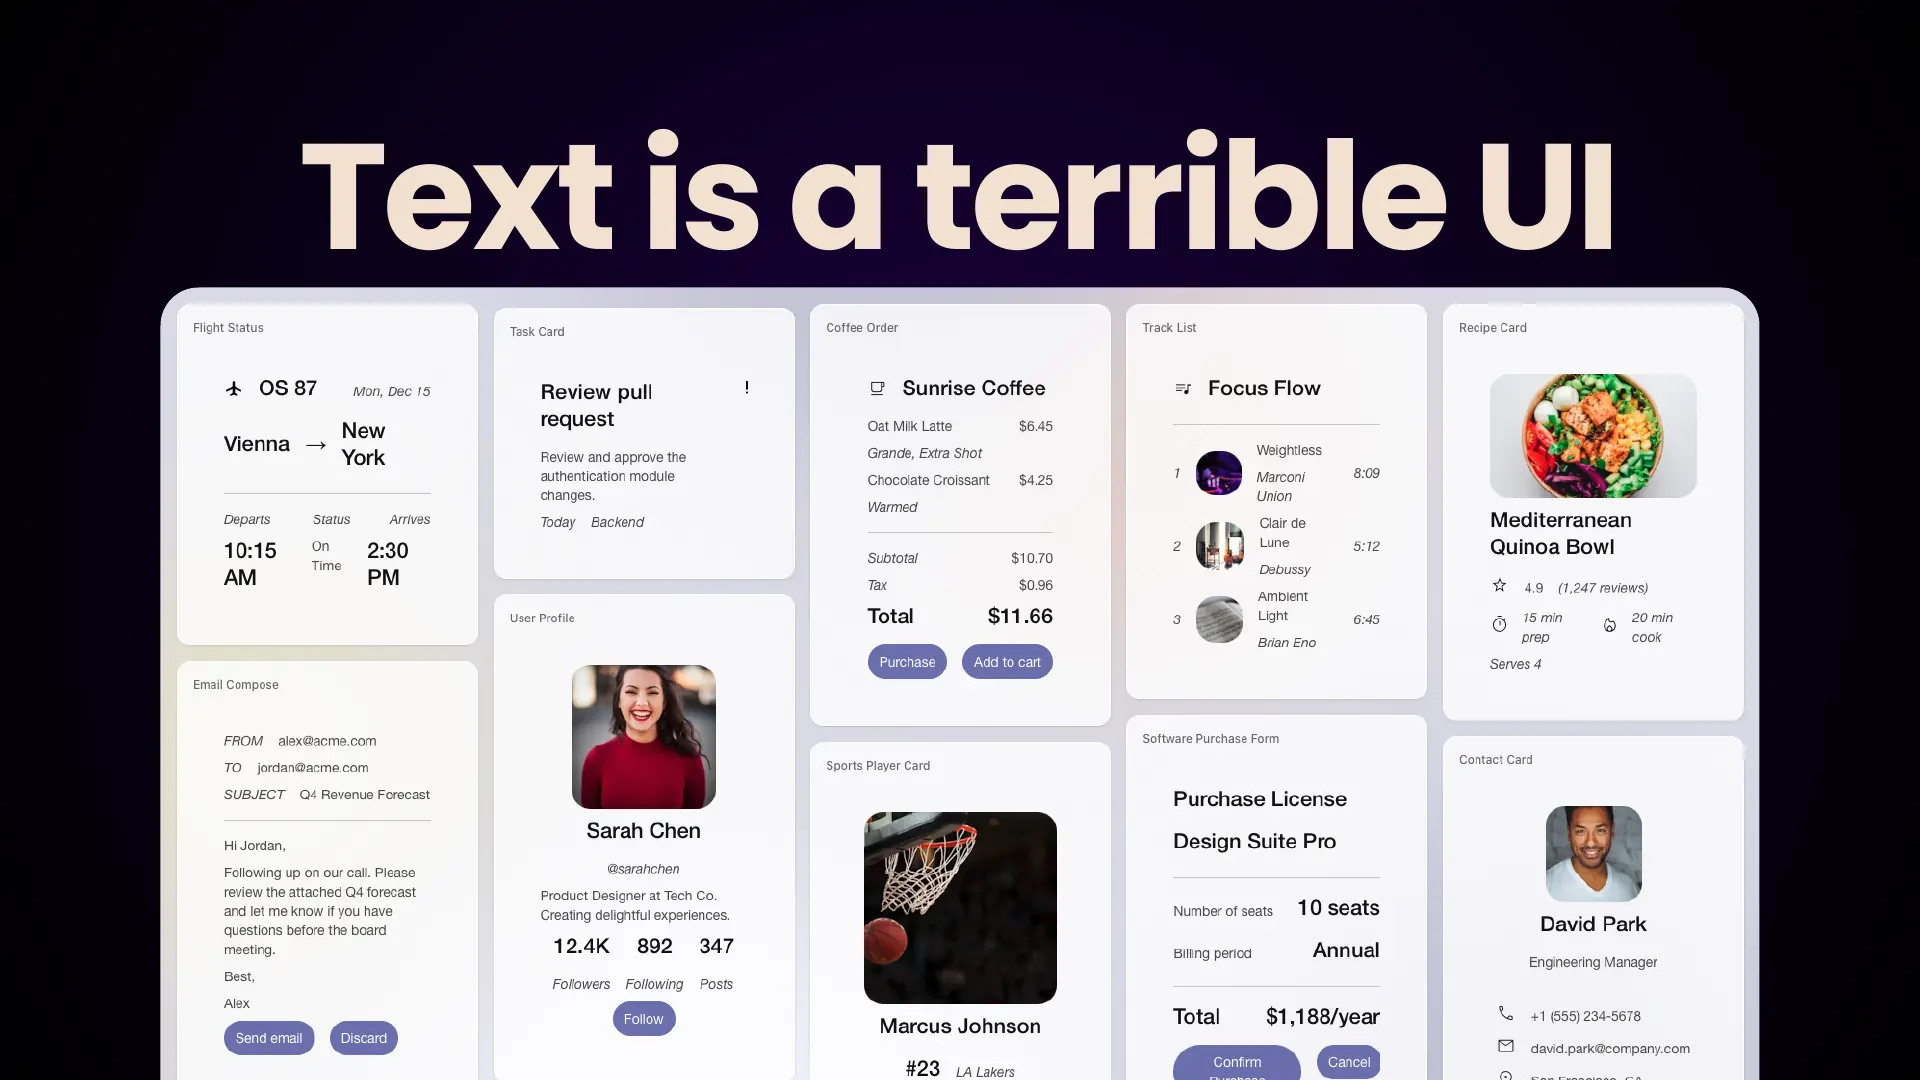 Text is a terrible UI
Flight Status
OS 87
Mon, Dec 15
Vienna → New
York
Departs
Status
Arrives
10:15
AM
On
Time
2:30
PM
Email Compose
FROM alex@acme.com
TO jordan@acme.com
SUBJECT Q4 Revenue Forecast
Hi Jordan,
Following up on our call. Please
review the attached Q4 forecast
and let me know if you have
questions before the board
meeting.
Best,
Alex
Send email
Discard
Task Card
Review pull
request
!
Review and approve the
authentication module
changes.
Today Backend
User Profile
Sarah Chen
@sarahchen
Product Designer at Tech Co.
Creating delightful experiences.
12.4K 892 347
Followers Following Posts
Follow
Coffee Order
Sunrise Coffee
Oat Milk Latte $6.45
Grande, Extra Shot
Chocolate Croissant $4.25
Warmed
Subtotal $10.70
Tax $0.96
Total $11.66
Purchase
Add to cart
Sports Player Card
Marcus Johnson
#23 LA Lakers
Track List
Focus Flow
1
Weightless
Marconi
Union
8:09
2
Clair de
Lune
Debussy
5:12
3
Ambient
Light
Brian Eno
6:45
Software Purchase Form
Purchase License
Design Suite Pro
Number of seats 10 seats
Billing period Annual
Total $1,188/year
Confirm
Purchase
Cancel
Recipe Card
Mediterranean
Quinoa Bowl
4.9 (1,247 reviews)
15 min
prep
20 min
cook
Serves 4
Contact Card
David Park
Engineering Manager
+1 (555) 234-5678
david.park@company.com
San Francisco, CA